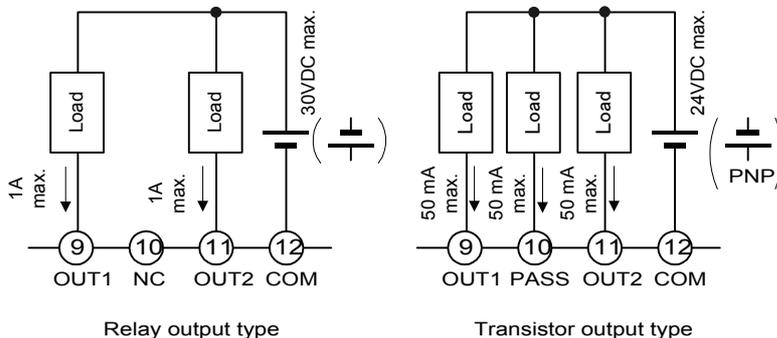 Load
Load
30VDC max.
1A
max.
1A
max.
9
10
11
12
OUT1 NC OUT2 COM
Relay output type
Load
Load
Load
24VDC max.
PNP
50 mA
max.
50 mA
max.
50 mA
max.
9
10
11
12
OUT1 PASS OUT2 COM
Transistor output type